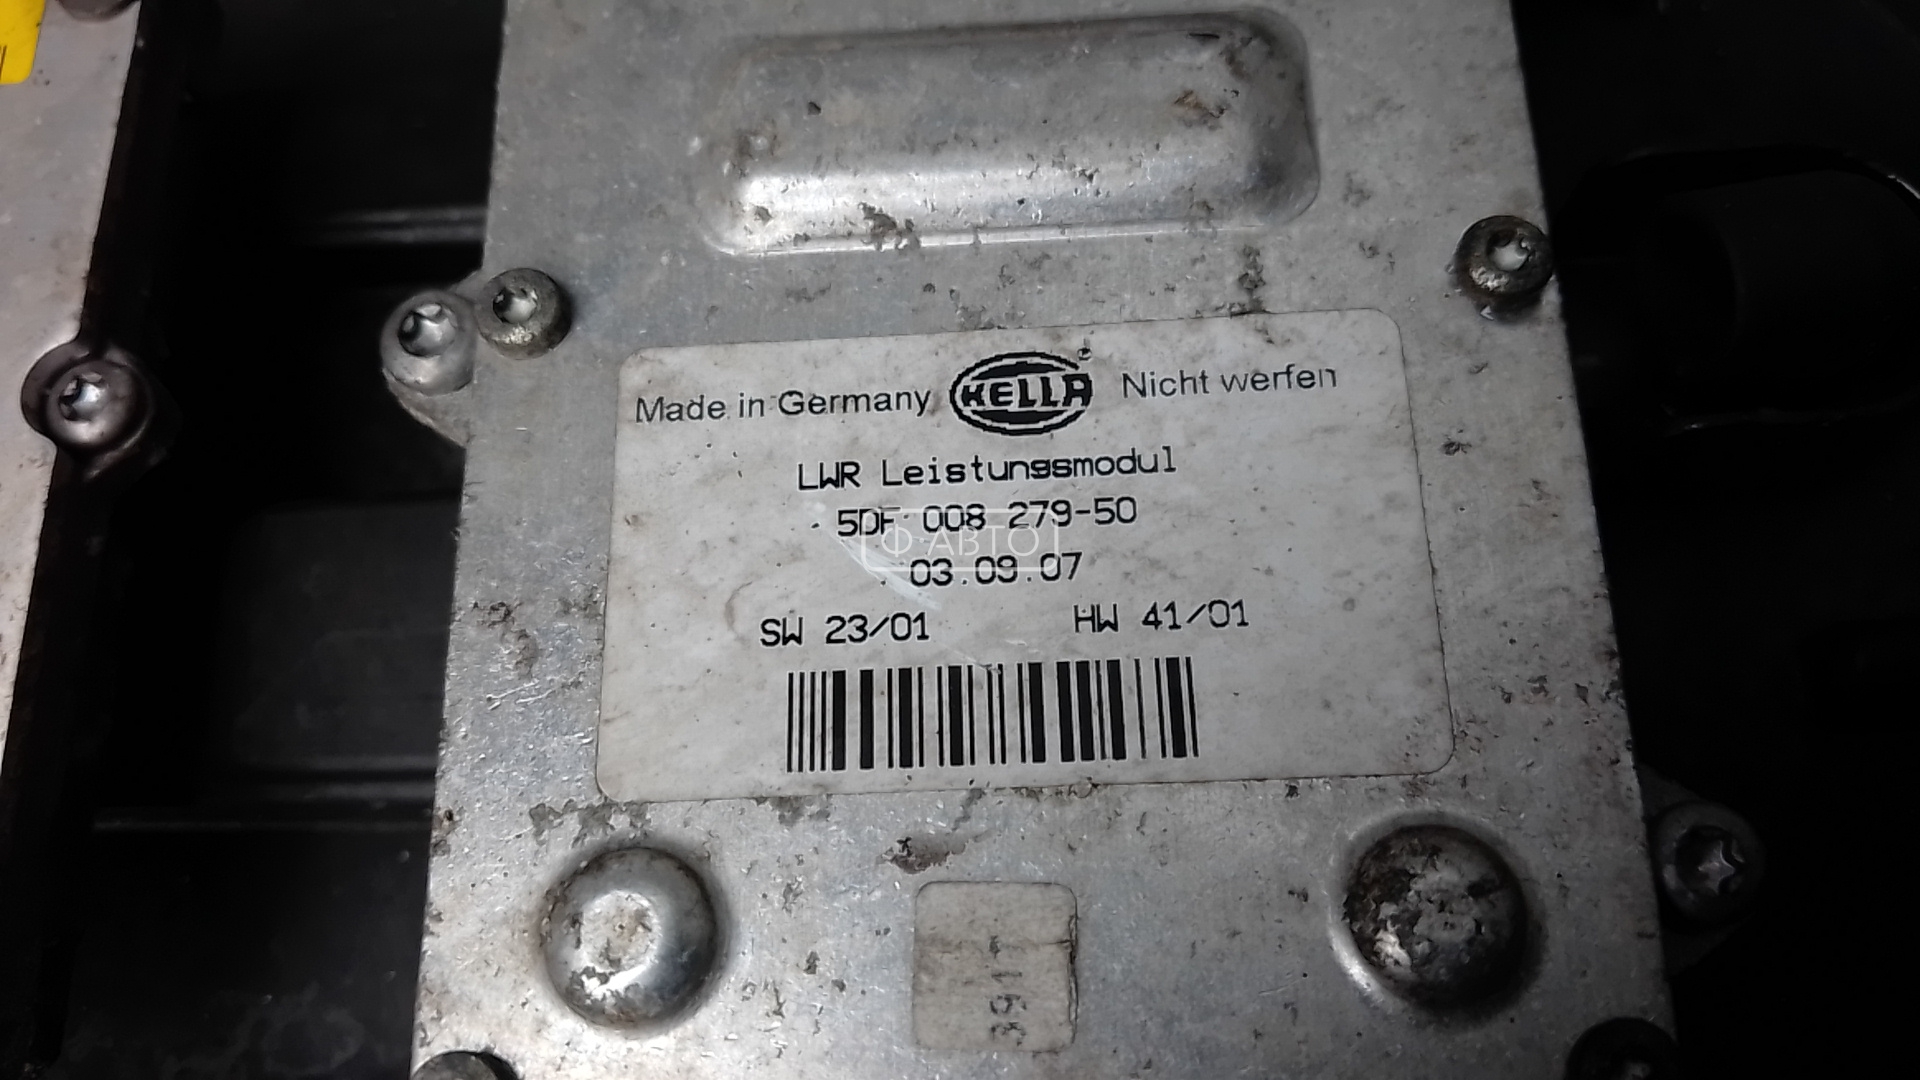 Made in Germany HELLA Nicht werfen
LWR Leistungsmodul
5DF 008 279-50
Ф-АВТО
03.09.07
SW 23/01 HW 41/01